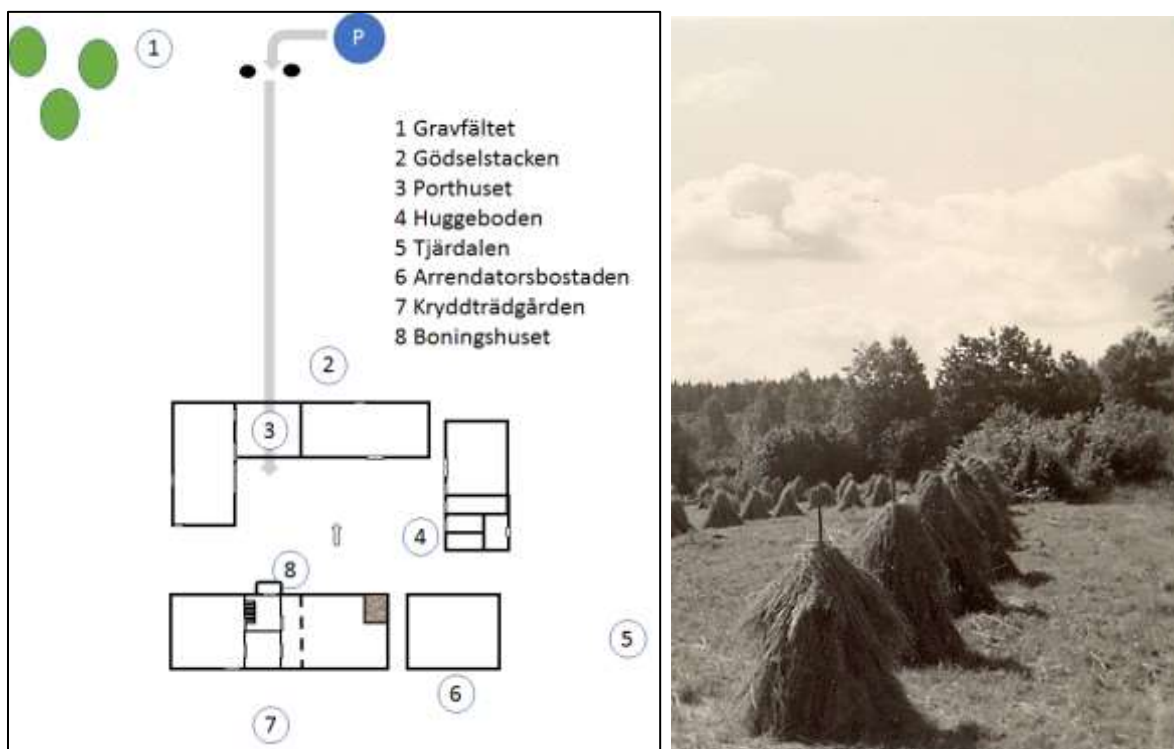 P
1
1 Gravfältet
2 Gödselstacken
3 Porthuset
4 Huggeboden
5 Tjärdalen
6 Arrendatorsbostaden
7 Kryddträdgården
8 Boningshuset
2
3
4
8
5
6
7